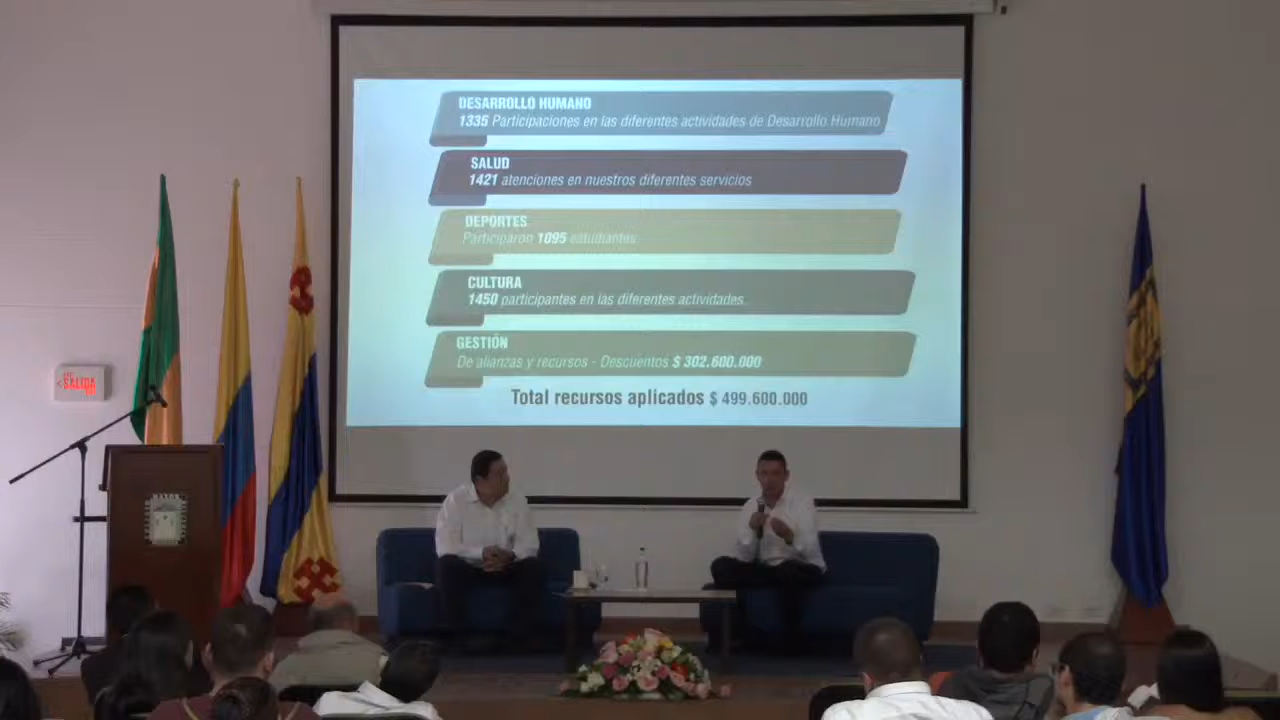 DESARROLLO HUMANO
1335 Participaciones en las diferentes actividades de Desarrollo Humano
SALUD
1421 atenciones en nuestros diferentes servicios
DEPORTES
Participaron 1095 estudiantes
CULTURA
1450 participantes en las diferentes actividades.
GESTIÓN
De alianzas y recursos - Descuentos $ 302.600.000
Total recursos aplicados $ 499.600.000
SALIDA
MAYOR